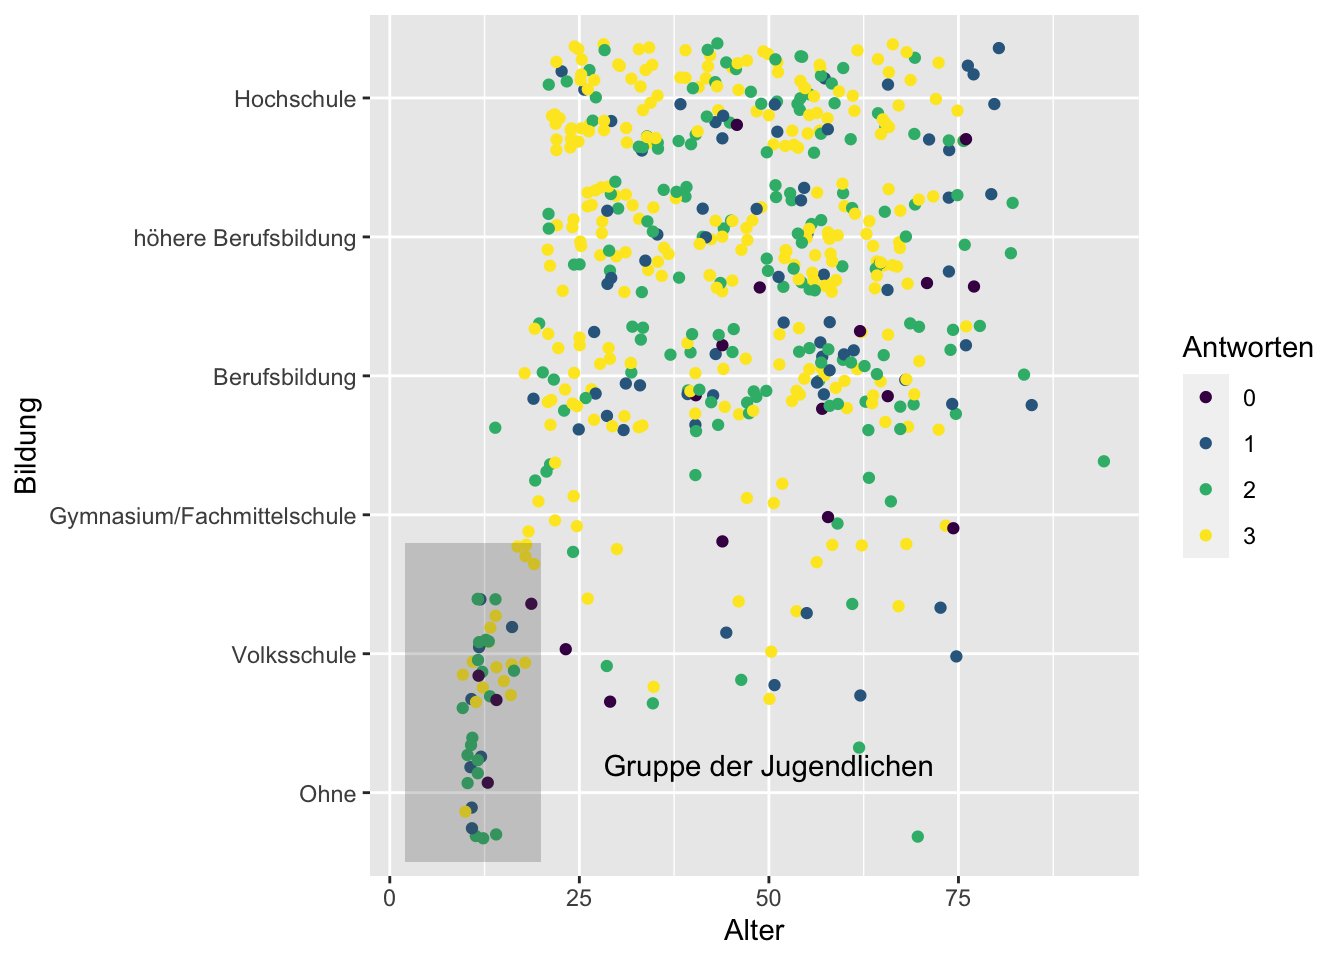 Hochschule
höhere Berufsbildung
Berufsbildung
Gymnasium/Fachmittelschule
Volksschule
Ohne
Bildung
Gruppe der Jugendlichen
0
25
50
75
Alter
Antworten
0
1
2
3